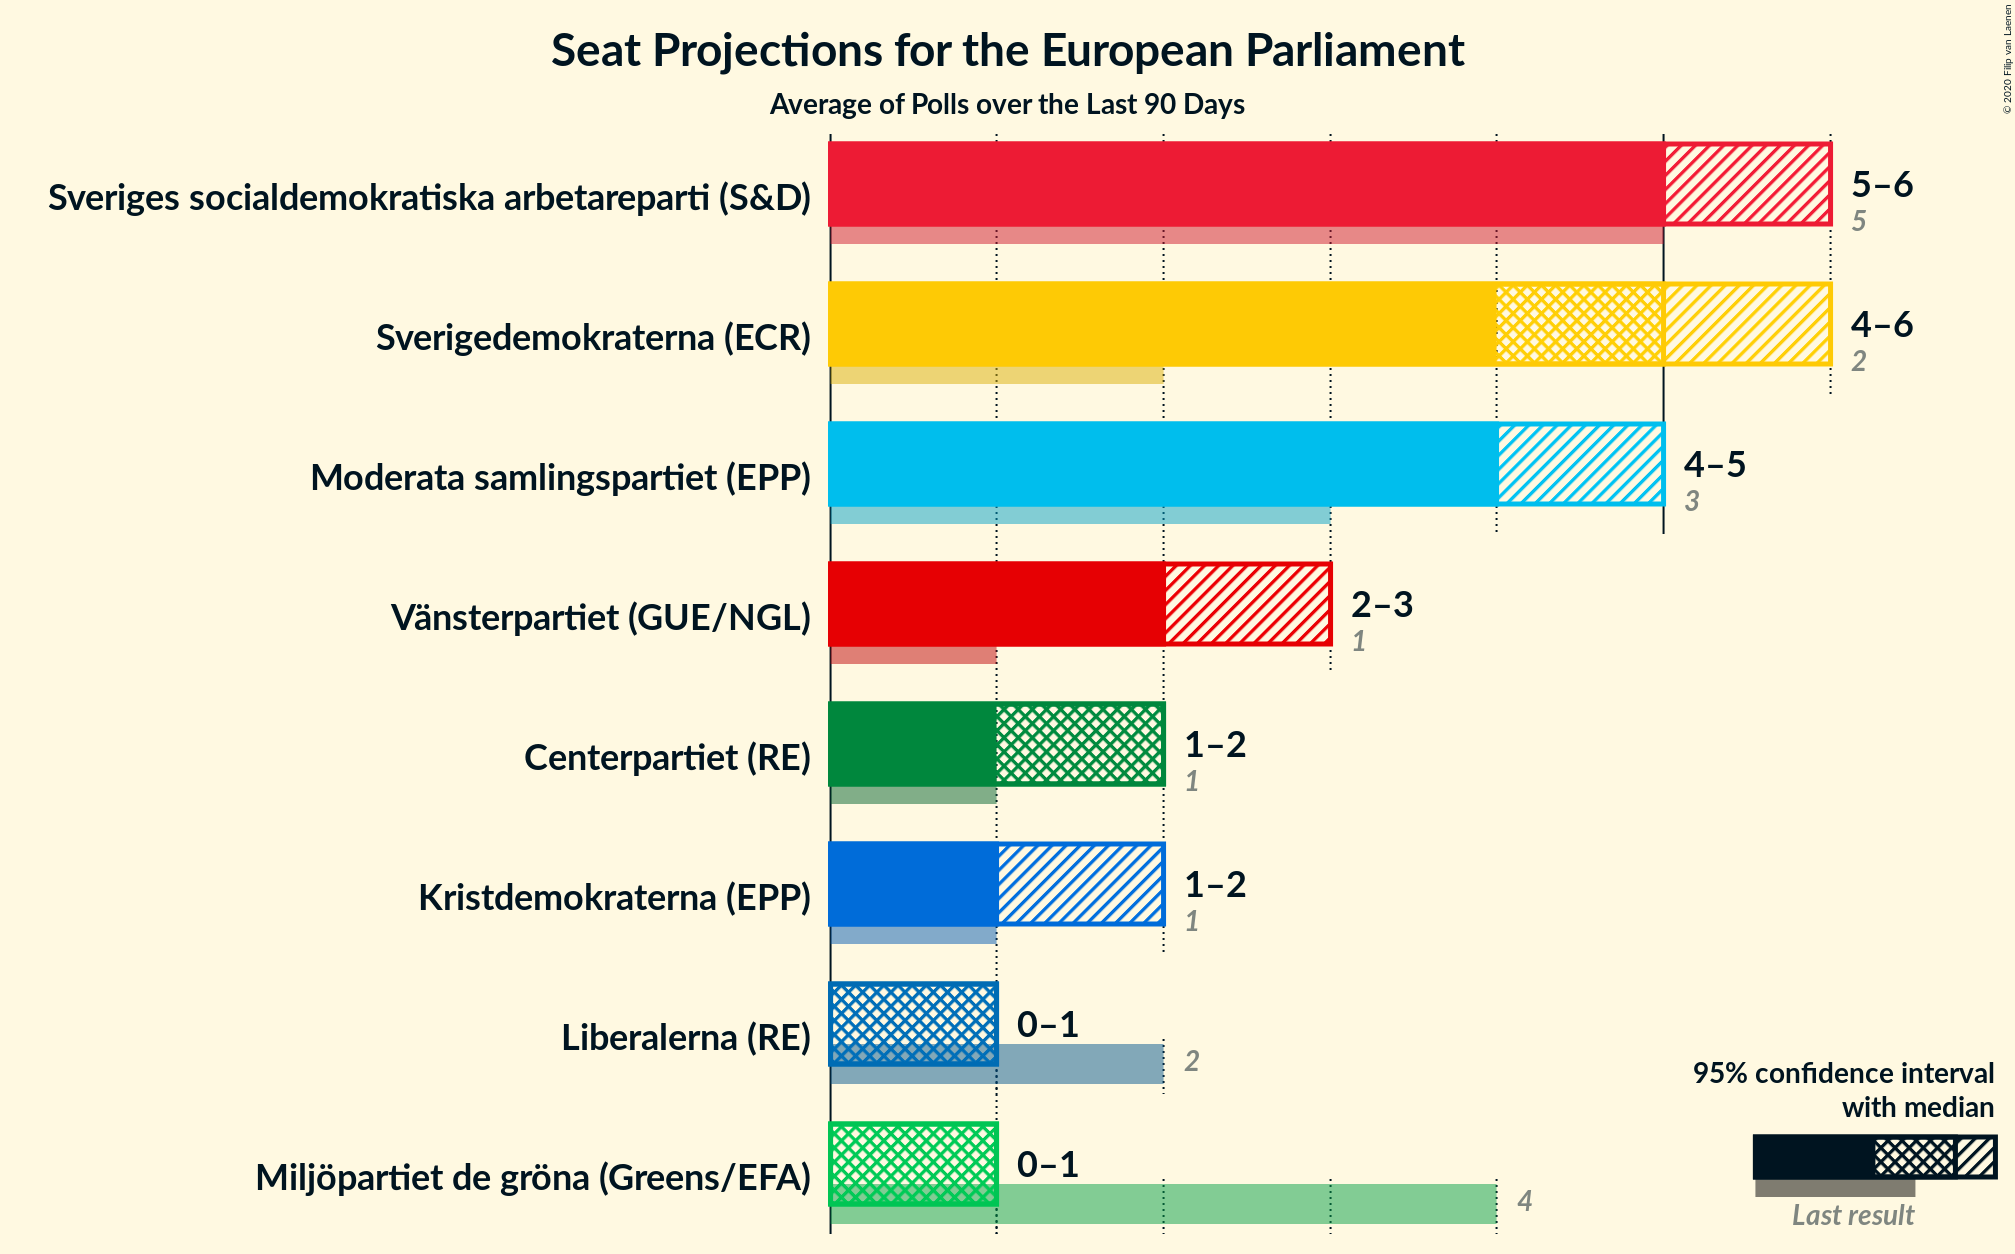 Seat Projections for the European Parliament
Average of Polls over the Last 90 Days
© 2020 Filip van Laenen
Sveriges socialdemokratiska arbetareparti (S&D)
5–6
5
Sverigedemokraterna (ECR)
4–6
2
Moderata samlingspartiet (EPP)
4–5
3
Vänsterpartiet (GUE/NGL)
2–3
1
Centerpartiet (RE)
1–2
1
Kristdemokraterna (EPP)
1–2
1
Liberalerna (RE)
0–1
2
Miljöpartiet de gröna (Greens/EFA)
0–1
4
95% confidence interval
with median
Last result